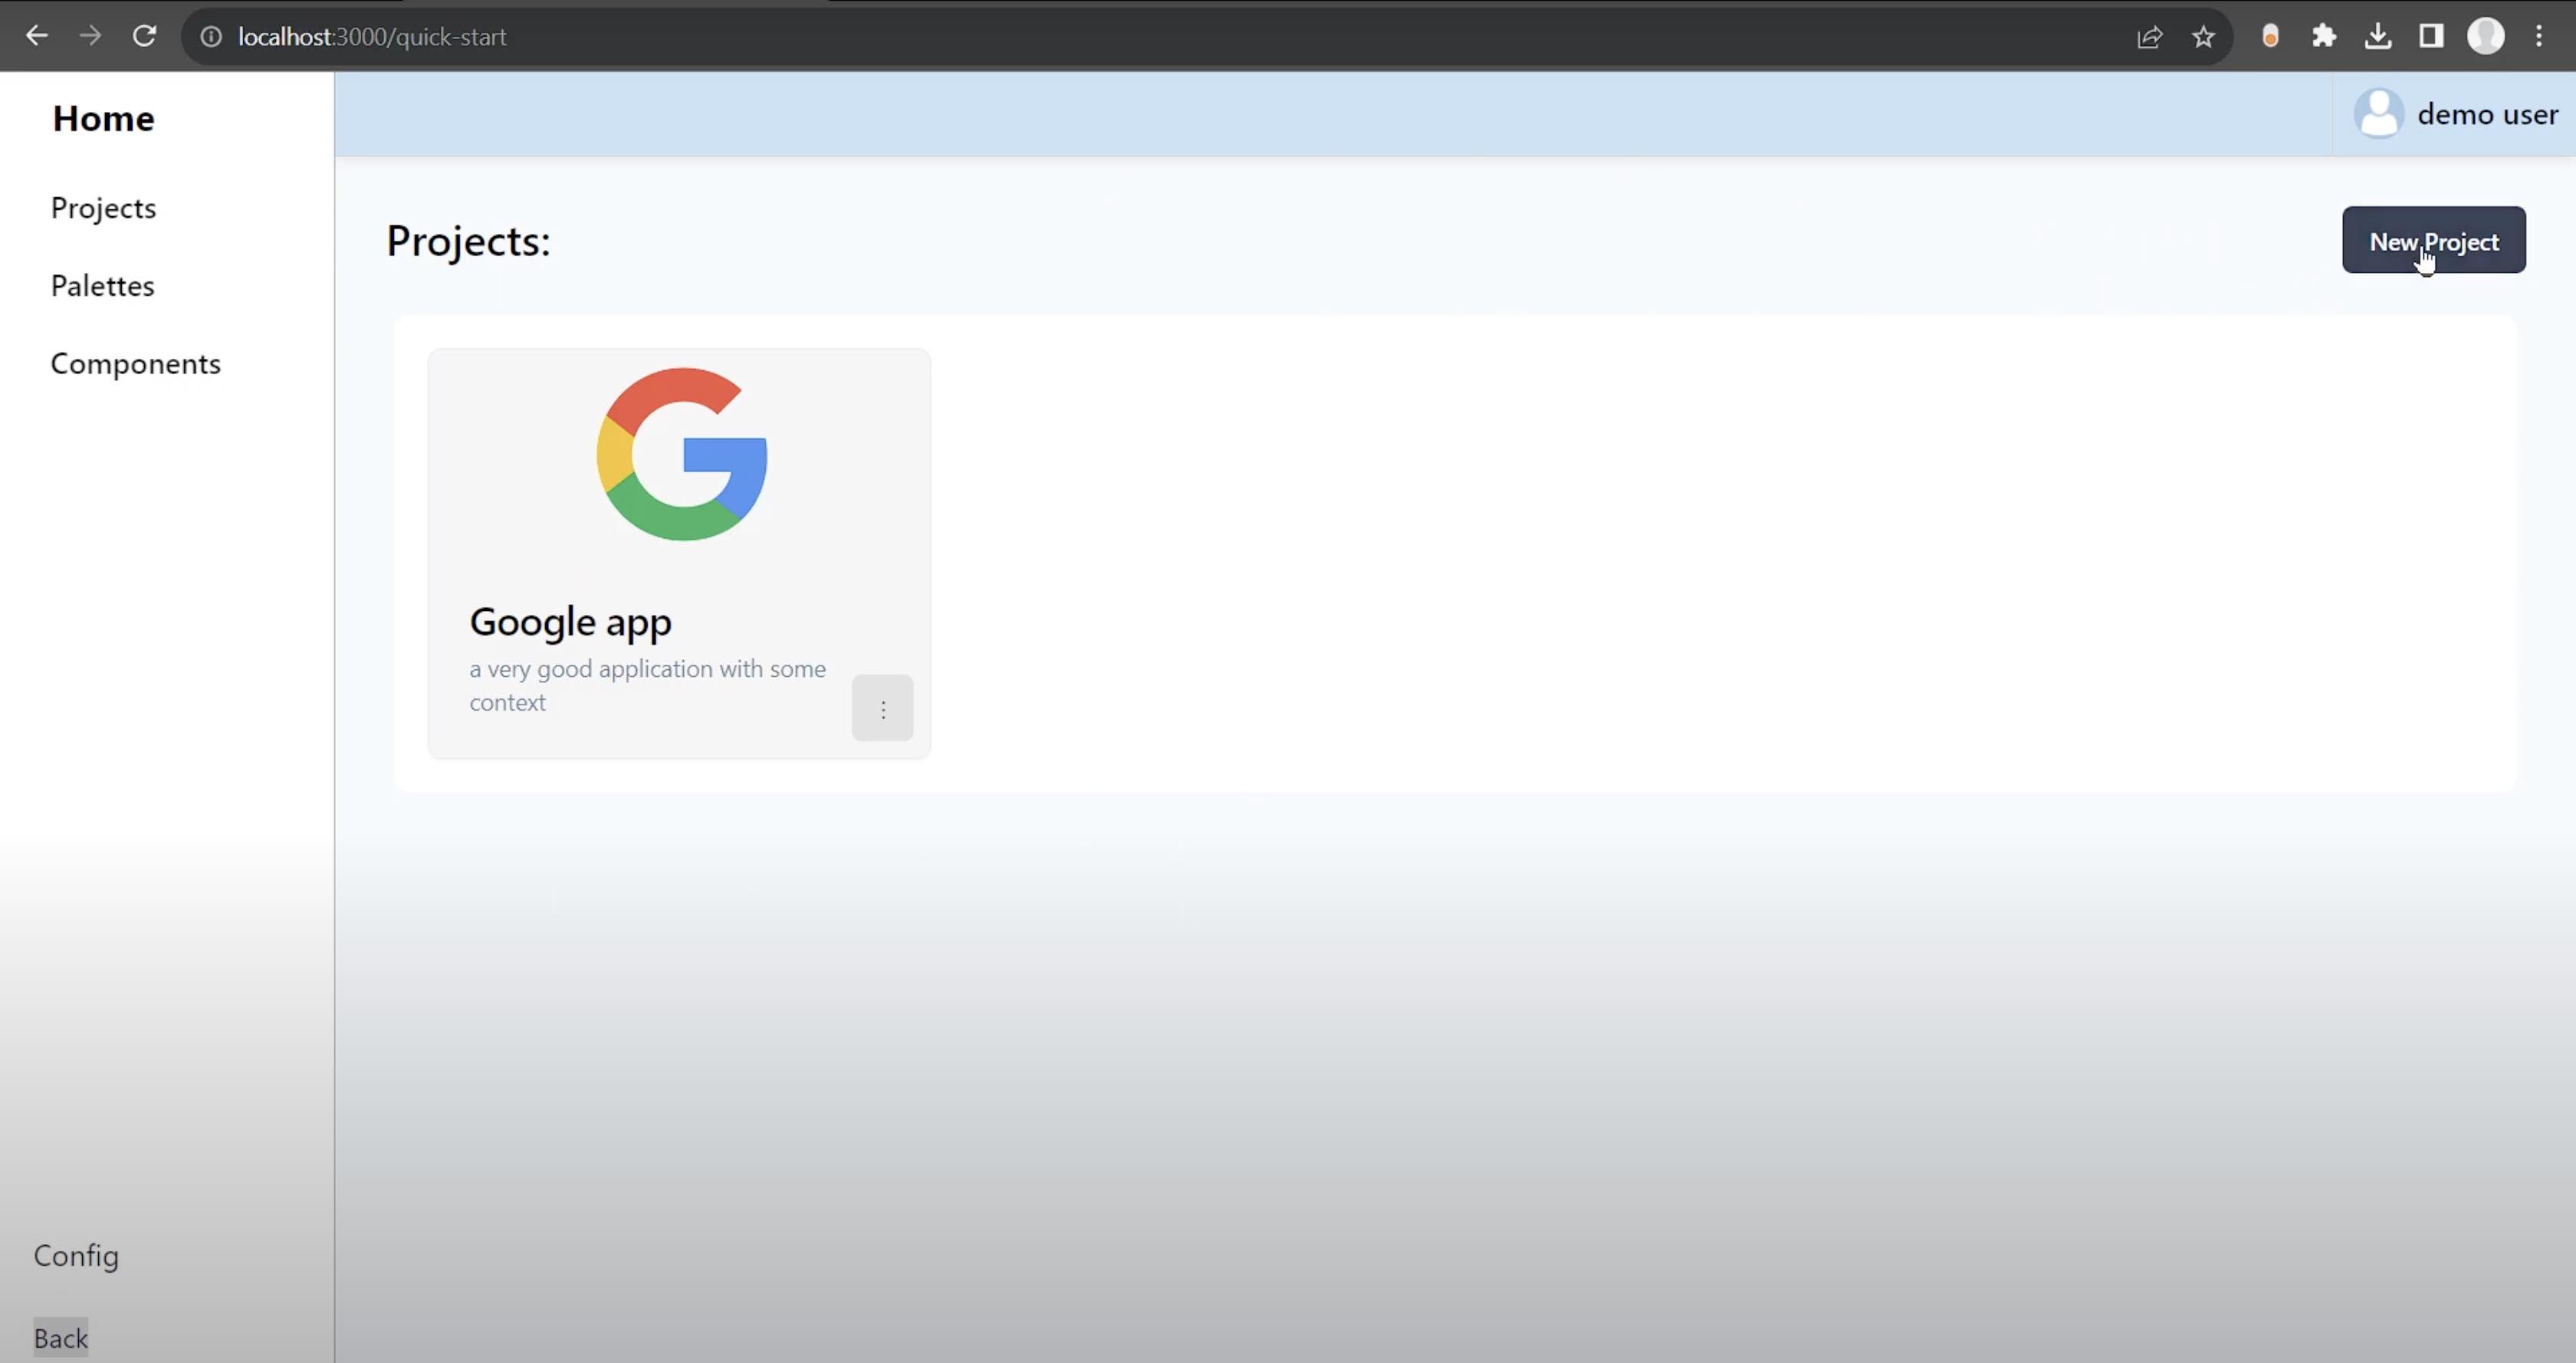 localhost:3000/quick-start
Home
demo user
Projects
Palettes
Components
Projects:
New Project
Google app
a very good application with some
context
Config
Back